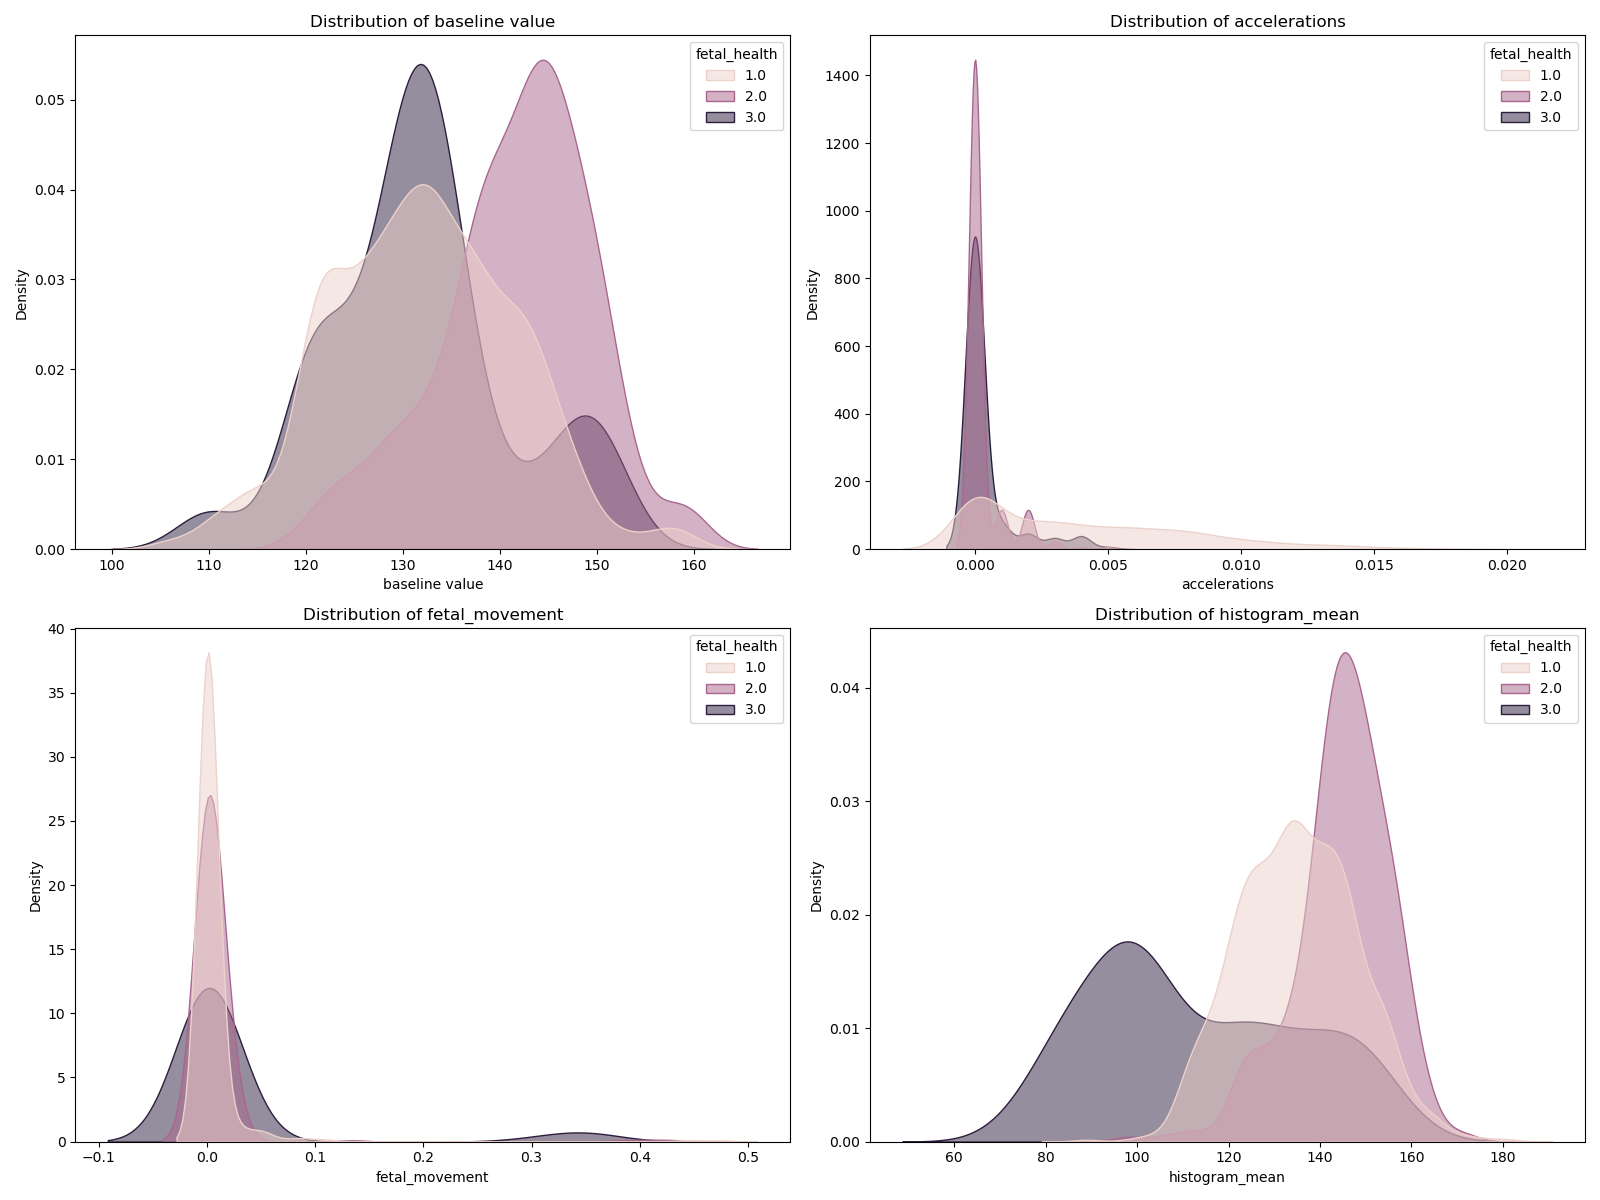 Distribution of baseline value
fetal_health
1.0
2.0
3.0
0.05
0.04
0.03
0.02
0.01
0.00
Density
100 110 120 130 140 150 160
baseline value
Distribution of accelerations
fetal_health
1.0
2.0
3.0
1400
1200
1000
800
600
400
200
0
Density
0.000 0.005 0.010 0.015 0.020
accelerations
Distribution of fetal_movement
fetal_health
1.0
2.0
3.0
40
35
30
25
20
15
10
5
0
Density
−0.1 0.0 0.1 0.2 0.3 0.4 0.5
fetal_movement
Distribution of histogram_mean
fetal_health
1.0
2.0
3.0
0.04
0.03
0.02
0.01
0.00
Density
60 80 100 120 140 160 180
histogram_mean